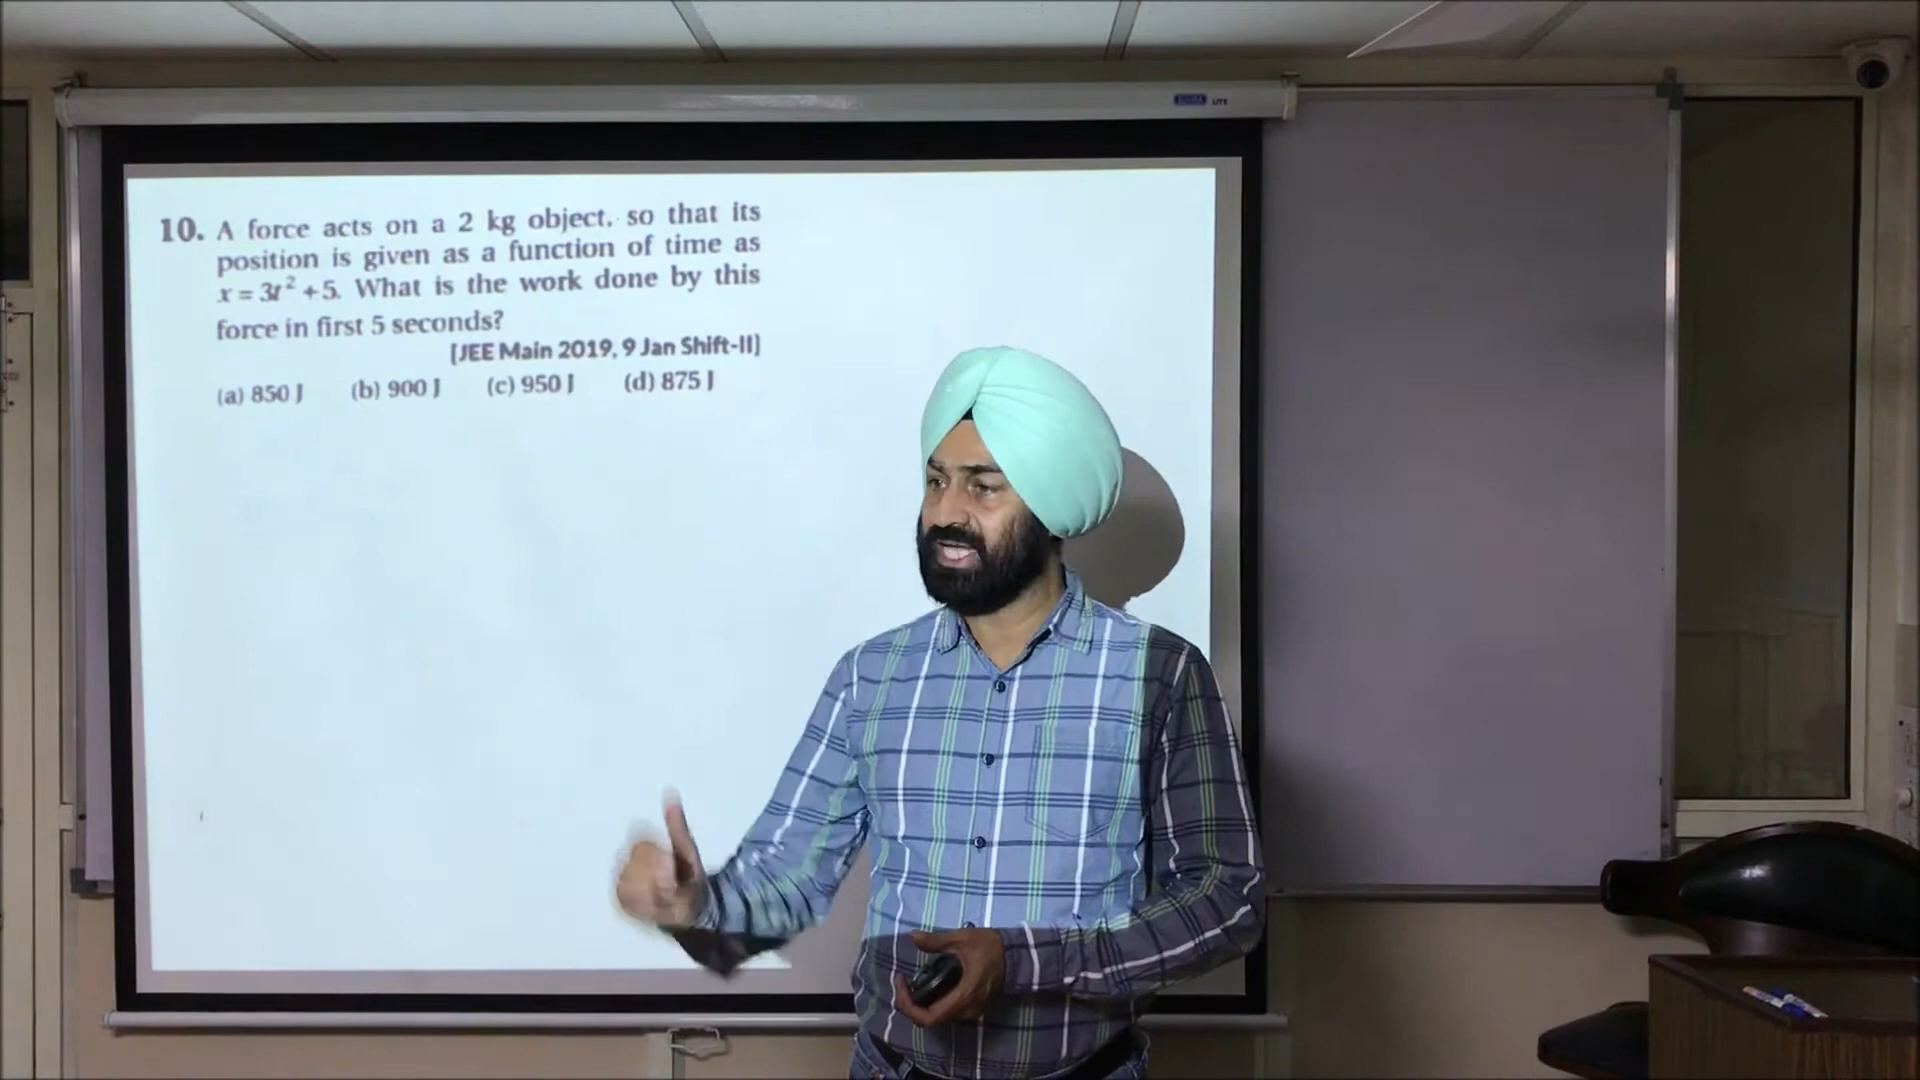 10. A force acts on a 2 kg object, so that its
position is given as a function of time as
x = 3t² + 5. What is the work done by this
force in first 5 seconds?
[JEE Main 2019, 9 Jan Shift-II]
(a) 850 J (b) 900 J (c) 950 J (d) 875 J